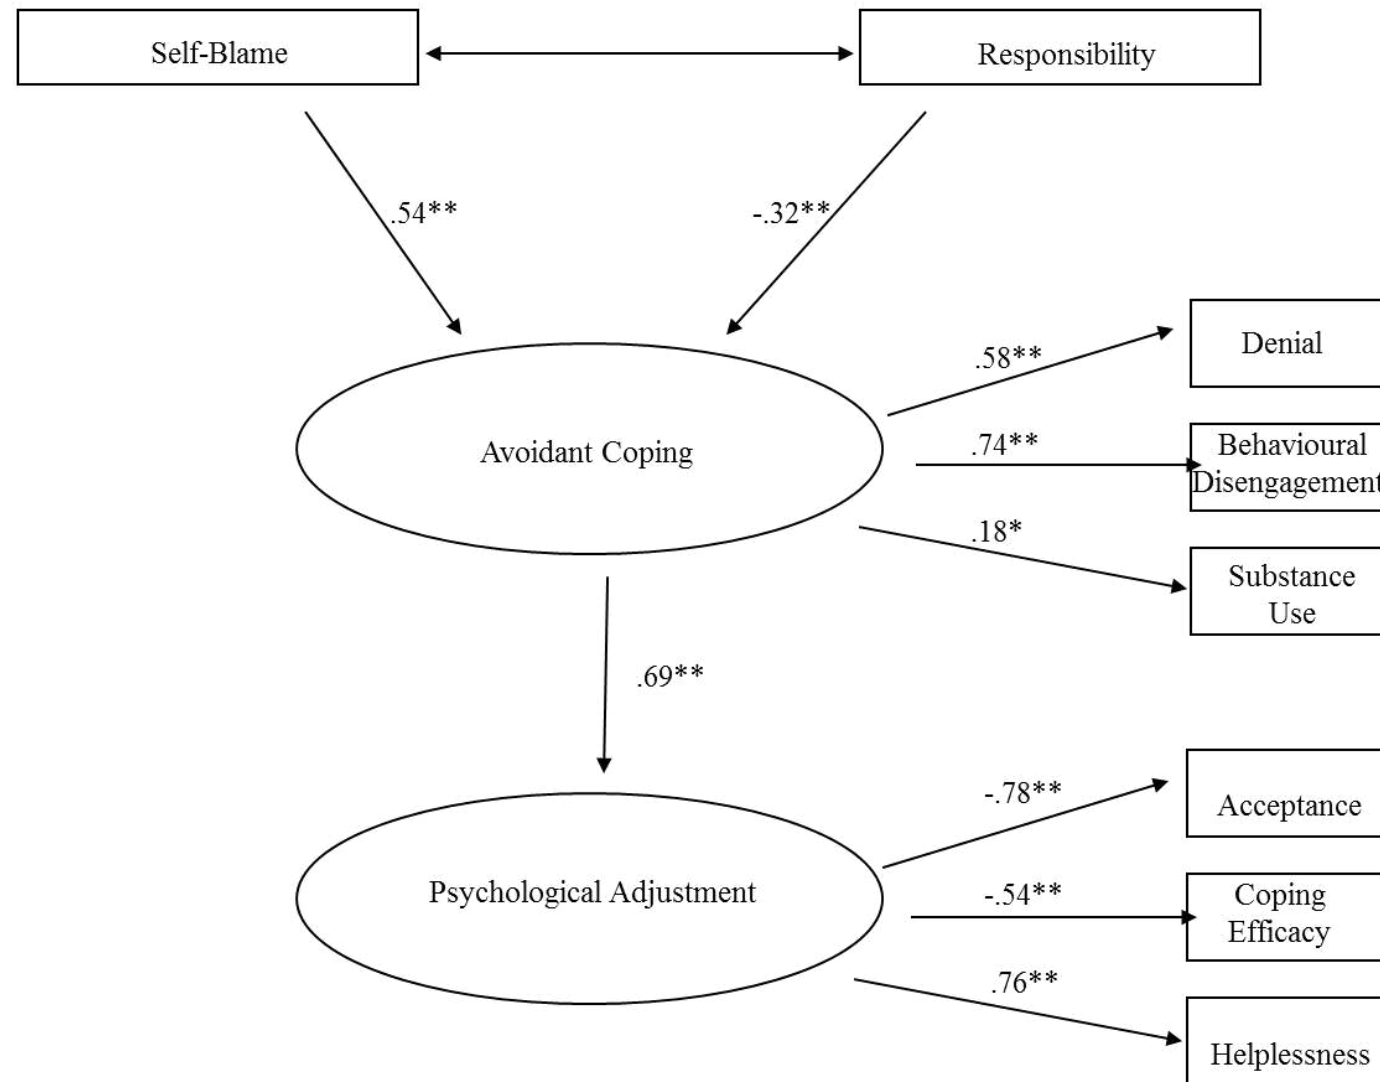 Self-Blame
Responsibility
.54**
-.32**
Denial
.58**
Avoidant Coping
.74**
Behavioural
Disengagement
.18*
Substance
Use
.69**
-.78**
Acceptance
Psychological Adjustment
-.54**
Coping
Efficacy
.76**
Helplessness